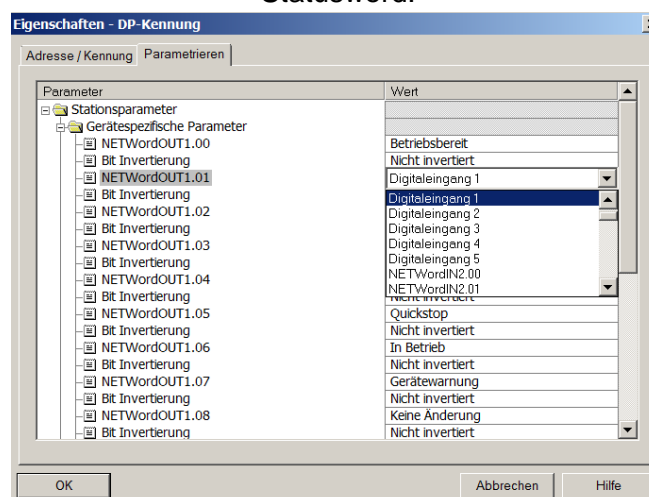 Statusword.
Eigenschaften - DP-Kennung
Adresse / Kennung Parametrieren
Parameter Wert
Stationsparameter
Gerätespezifische Parameter
NETWordOUT1.00 Betriebsbereit
Bit Invertierung Nicht invertiert
NETWordOUT1.01 Digitaleingang 1
Bit Invertierung Digitaleingang 1
NETWordOUT1.02 Digitaleingang 2
Bit Invertierung Digitaleingang 3
NETWordOUT1.03 Digitaleingang 4
Bit Invertierung Digitaleingang 5
NETWordOUT1.04 NETWordIN2.00
NETWordIN2.01
Bit Invertierung Nicht invertiert
NETWordOUT1.05 Quickstop
Bit Invertierung Nicht invertiert
NETWordOUT1.06 In Betrieb
Bit Invertierung Nicht invertiert
NETWordOUT1.07 Gerätewarnung
Bit Invertierung Nicht invertiert
NETWordOUT1.08 Keine Änderung
Bit Invertierung Nicht invertiert
OK Abbrechen Hilfe